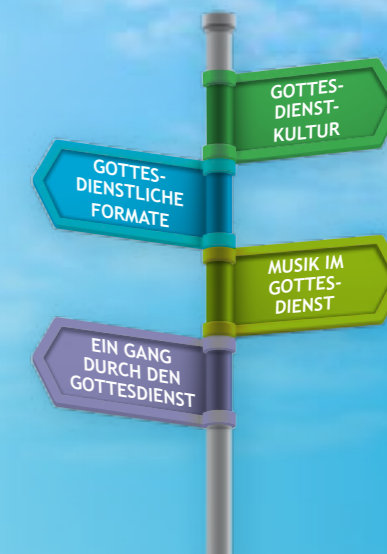 GOTTES-
DIENST-
KULTUR
GOTTES-
DIENSTLICHE
FORMATE
MUSIK IM
GOTTES-
DIENST
EIN GANG
DURCH DEN
GOTTESDIENST